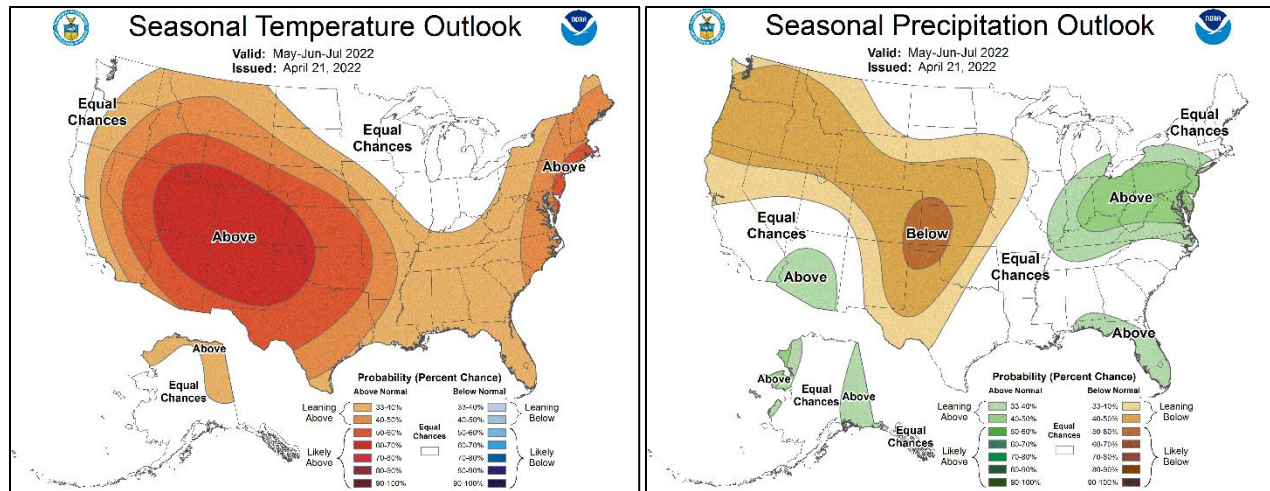 Seasonal Temperature Outlook
NOAA
Valid: May-Jun-Jul 2022
Issued: April 21, 2022
Equal
Chances
Equal
Chances
Above
Above
Above
Equal
Chances
Probability (Percent Chance)
Above Normal
Below Normal
Leaning
Above
33-40%
40-50%
Equal
Chances
33-40%
40-50%
Leaning
Below
Likely
Above
50-60%
60-70%
70-80%
80-90%
90-100%
50-60%
60-70%
70-80%
80-90%
90-100%
Likely
Below
Seasonal Precipitation Outlook
NOAA
Valid: May-Jun-Jul 2022
Issued: April 21, 2022
Equal
Chances
Above
Equal
Chances
Below
Above
Equal
Chances
Above
Above
Equal
Chances
Above
Equal
Chances
Probability (Percent Chance)
Above Normal
Below Normal
Leaning
Above
33-40%
40-50%
Equal
Chances
33-40%
40-50%
Leaning
Below
Likely
Above
50-60%
60-70%
70-80%
80-90%
90-100%
50-60%
60-70%
70-80%
80-90%
90-100%
Likely
Below